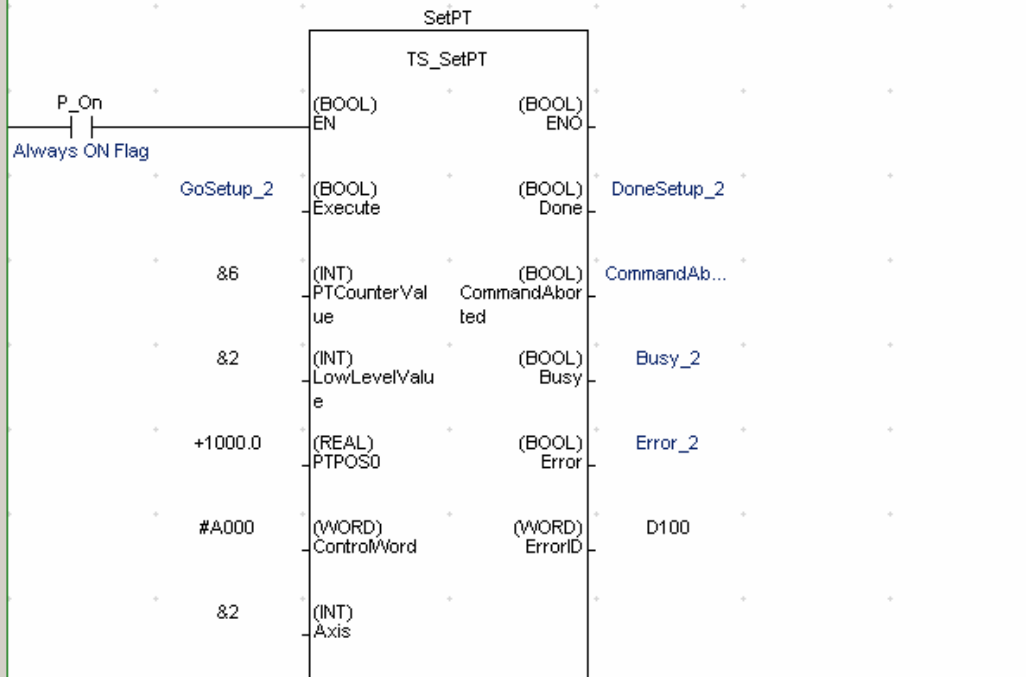 SetPT
TS_SetPT
P_On
(BOOL) (BOOL)
EN ENO
Always ON Flag
GoSetup_2 (BOOL) (BOOL) DoneSetup_2
Execute Done
&6 (INT) (BOOL) CommandAb...
PTCounterVal CommandAbor
ue ted
&2 (INT) (BOOL) Busy_2
LowLevelValu Busy
e
+1000.0 (REAL) (BOOL) Error_2
PTPOS0 Error
#A000 (WORD) (WORD) D100
ControlWord ErrorID
&2 (INT)
Axis